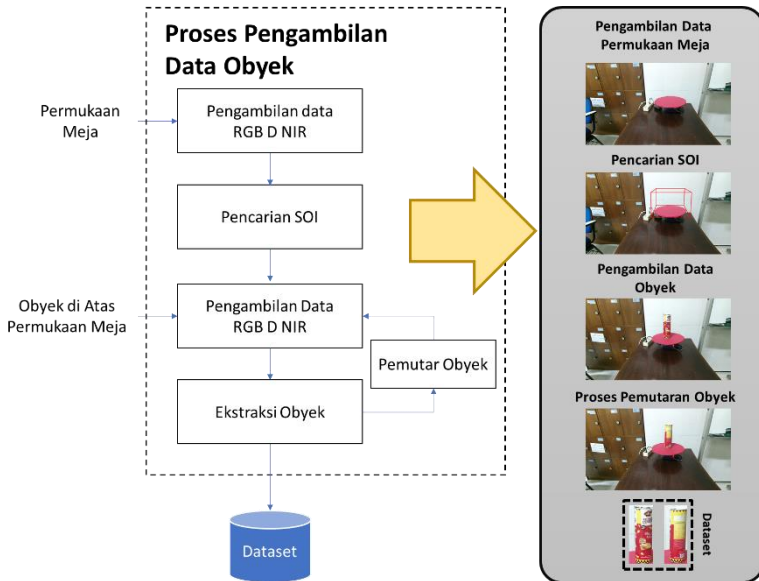 Proses Pengambilan
Data Obyek
Permukaan
Meja
Pengambilan data
RGB D NIR
Pencarian SOI
Obyek di Atas
Permukaan Meja
Pengambilan Data
RGB D NIR
Pemutar Obyek
Ekstraksi Obyek
Dataset
Pengambilan Data
Permukaan Meja
Pencarian SOI
Pengambilan Data
Obyek
Proses Pemutaran Obyek
Dataset